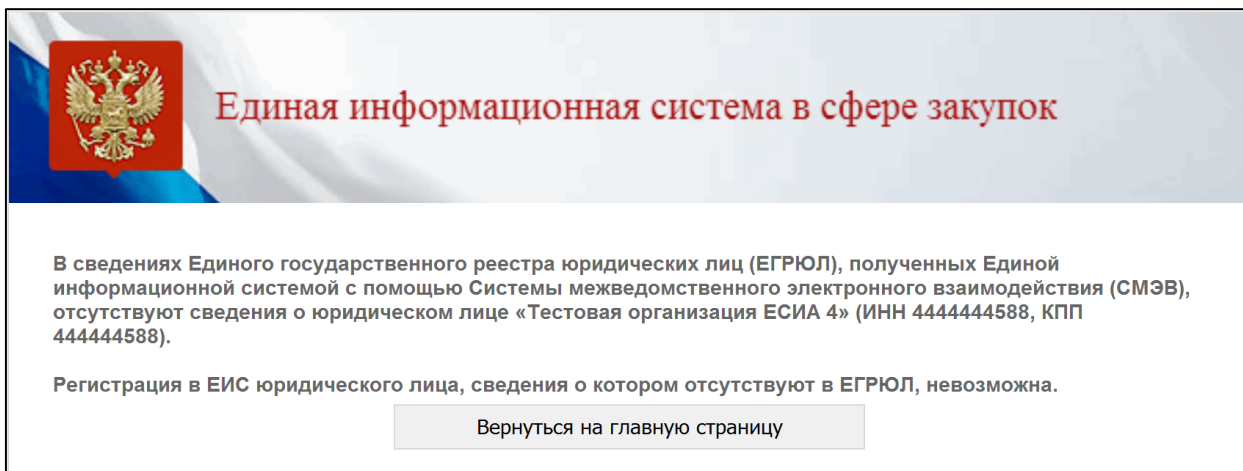 Единая информационная система в сфере закупок
В сведениях Единого государственного реестра юридических лиц (ЕГРЮЛ), полученных Единой
информационной системой с помощью Системы межведомственного электронного взаимодействия (СМЭВ),
отсутствуют сведения о юридическом лице «Тестовая организация ЕСИА 4» (ИНН 4444444588, КПП
444444588).
Регистрация в ЕИС юридического лица, сведения о котором отсутствуют в ЕГРЮЛ, невозможна.
Вернуться на главную страницу